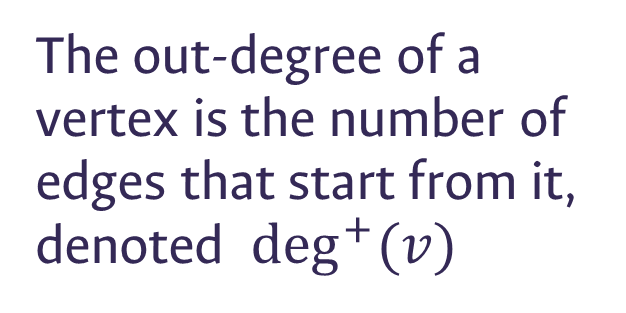 The out-degree of a
vertex is the number of
edges that start from it,
denoted deg⁺(𝑣)